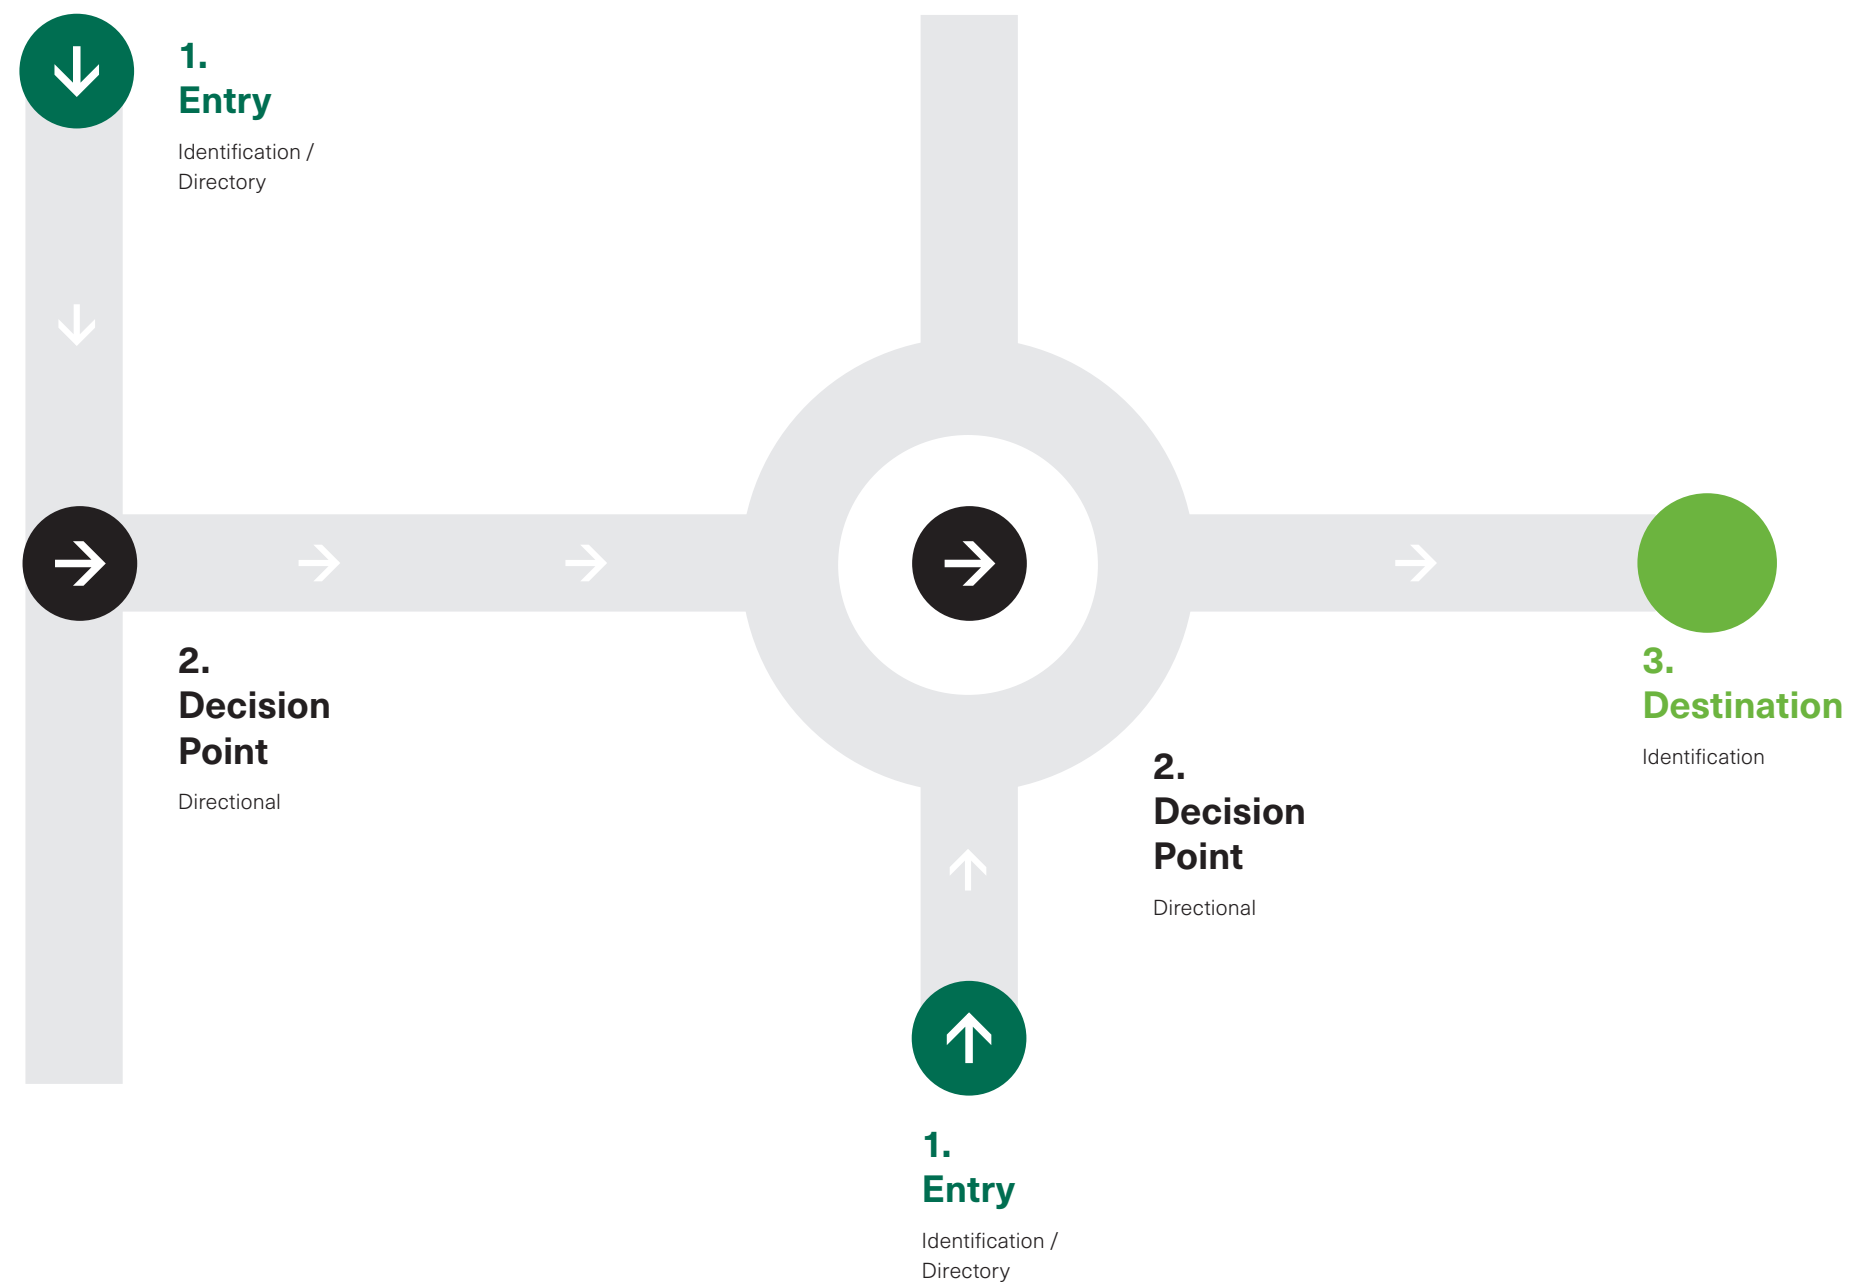 1.
Entry
Identification /
Directory
2.
Decision
Point
Directional
2.
Decision
Point
Directional
3.
Destination
Identification
1.
Entry
Identification /
Directory